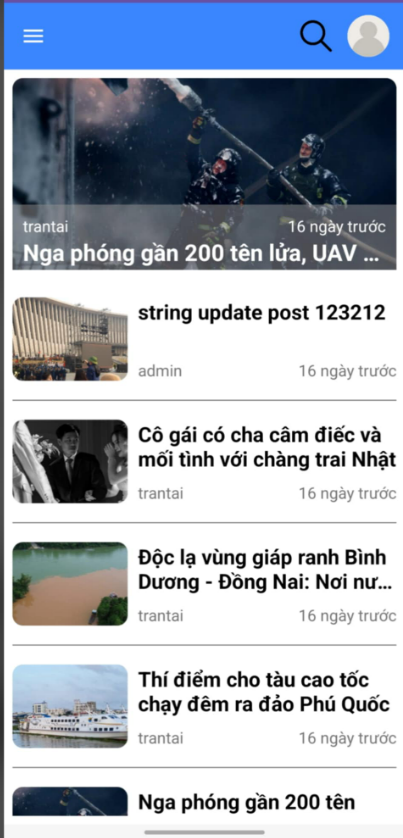 trantai 16 ngày trước
Nga phóng gần 200 tên lửa, UAV ...
string update post 123212
admin 16 ngày trước
Cô gái có cha câm điếc và
mối tình với chàng trai Nhật
trantai 16 ngày trước
Độc lạ vùng giáp ranh Bình
Dương - Đồng Nai: Nơi nư...
trantai 16 ngày trước
Thí điểm cho tàu cao tốc
chạy đêm ra đảo Phú Quốc
trantai 16 ngày trước
Nga phóng gần 200 tên